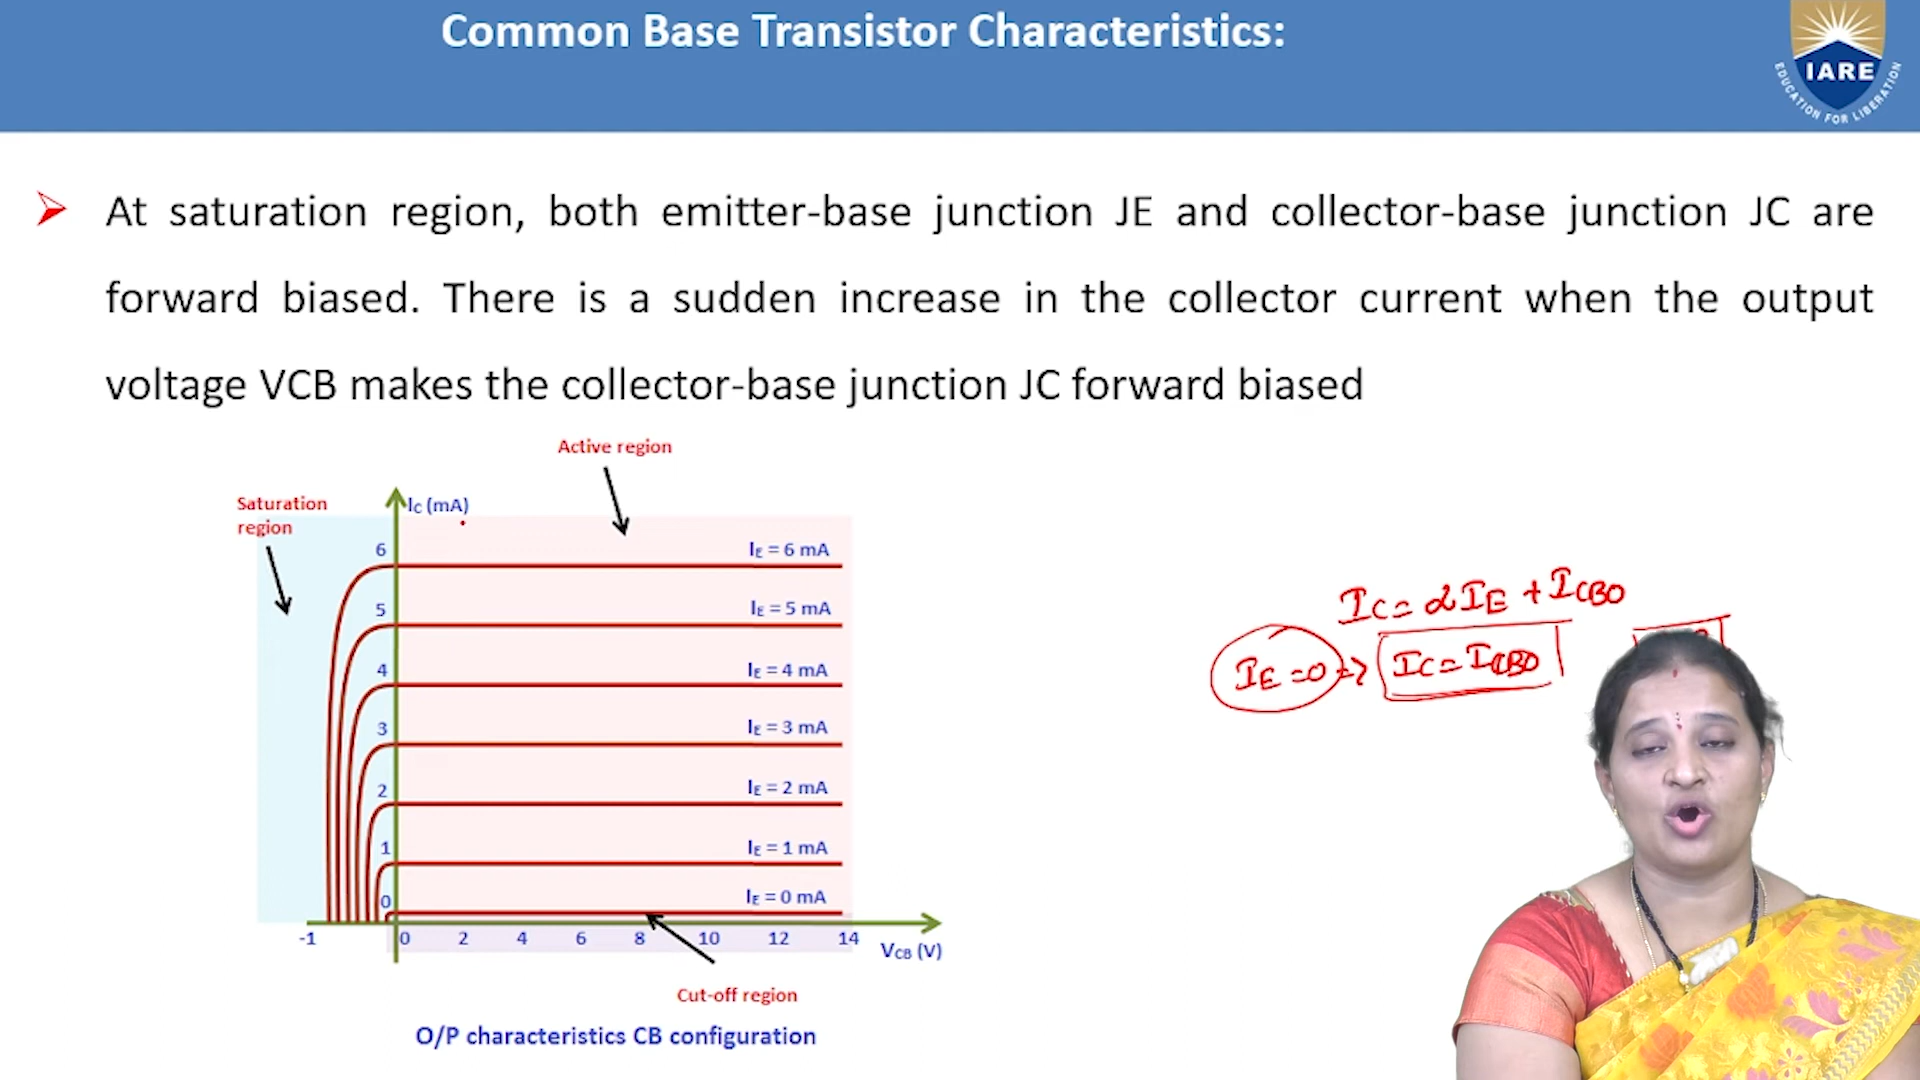 Common Base Transistor Characteristics:
IARE
EDUCATION FOR LIBERATION
At saturation region, both emitter-base junction JE and collector-base junction JC are
forward biased. There is a sudden increase in the collector current when the output
voltage VCB makes the collector-base junction JC forward biased
Active region
Saturation
region
IC (mA)
6
5
4
3
2
1
0
IE = 6 mA
IE = 5 mA
IE = 4 mA
IE = 3 mA
IE = 2 mA
IE = 1 mA
IE = 0 mA
-1 0 2 4 6 8 10 12 14
VCB (V)
Cut-off region
O/P characteristics CB configuration
IC = αIE + ICBO
IE = 0 => IC = ICBO